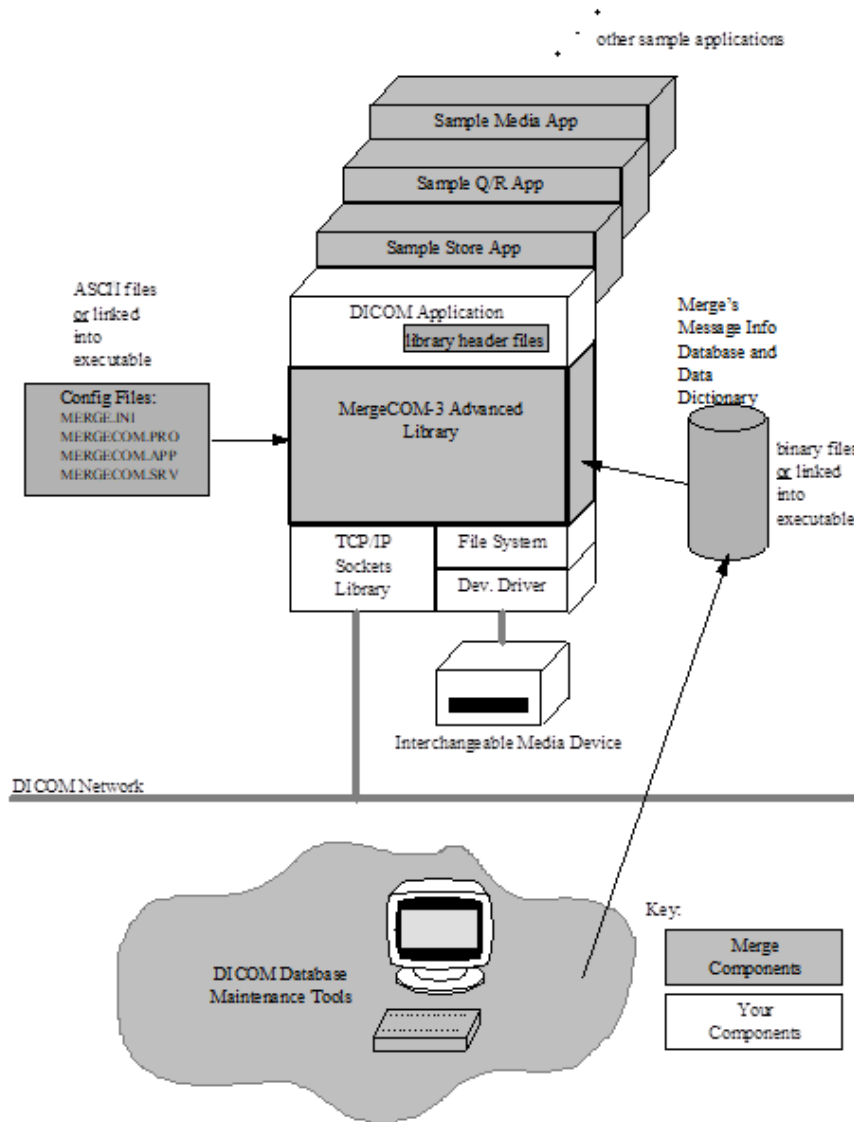 other sample applications
Sample Media App
Sample Q/R App
Sample Store App
ASCII files
or linked
into
executable
DICOM Application
library header files
Merge's
Message Info
Database and
Data
Dictionary
Config Files:
MERGE.INI
MERGECOM.PRO
MERGECOM.APP
MERGECOM.SRV
MergeCOM-3 Advanced
Library
binary files
or linked
into
executable
TCP/IP
Sockets
Library
File System
Dev. Driver
Interchangeable Media Device
DICOM Network
DICOM Database
Maintenance Tools
Key:
Merge
Components
Your
Components